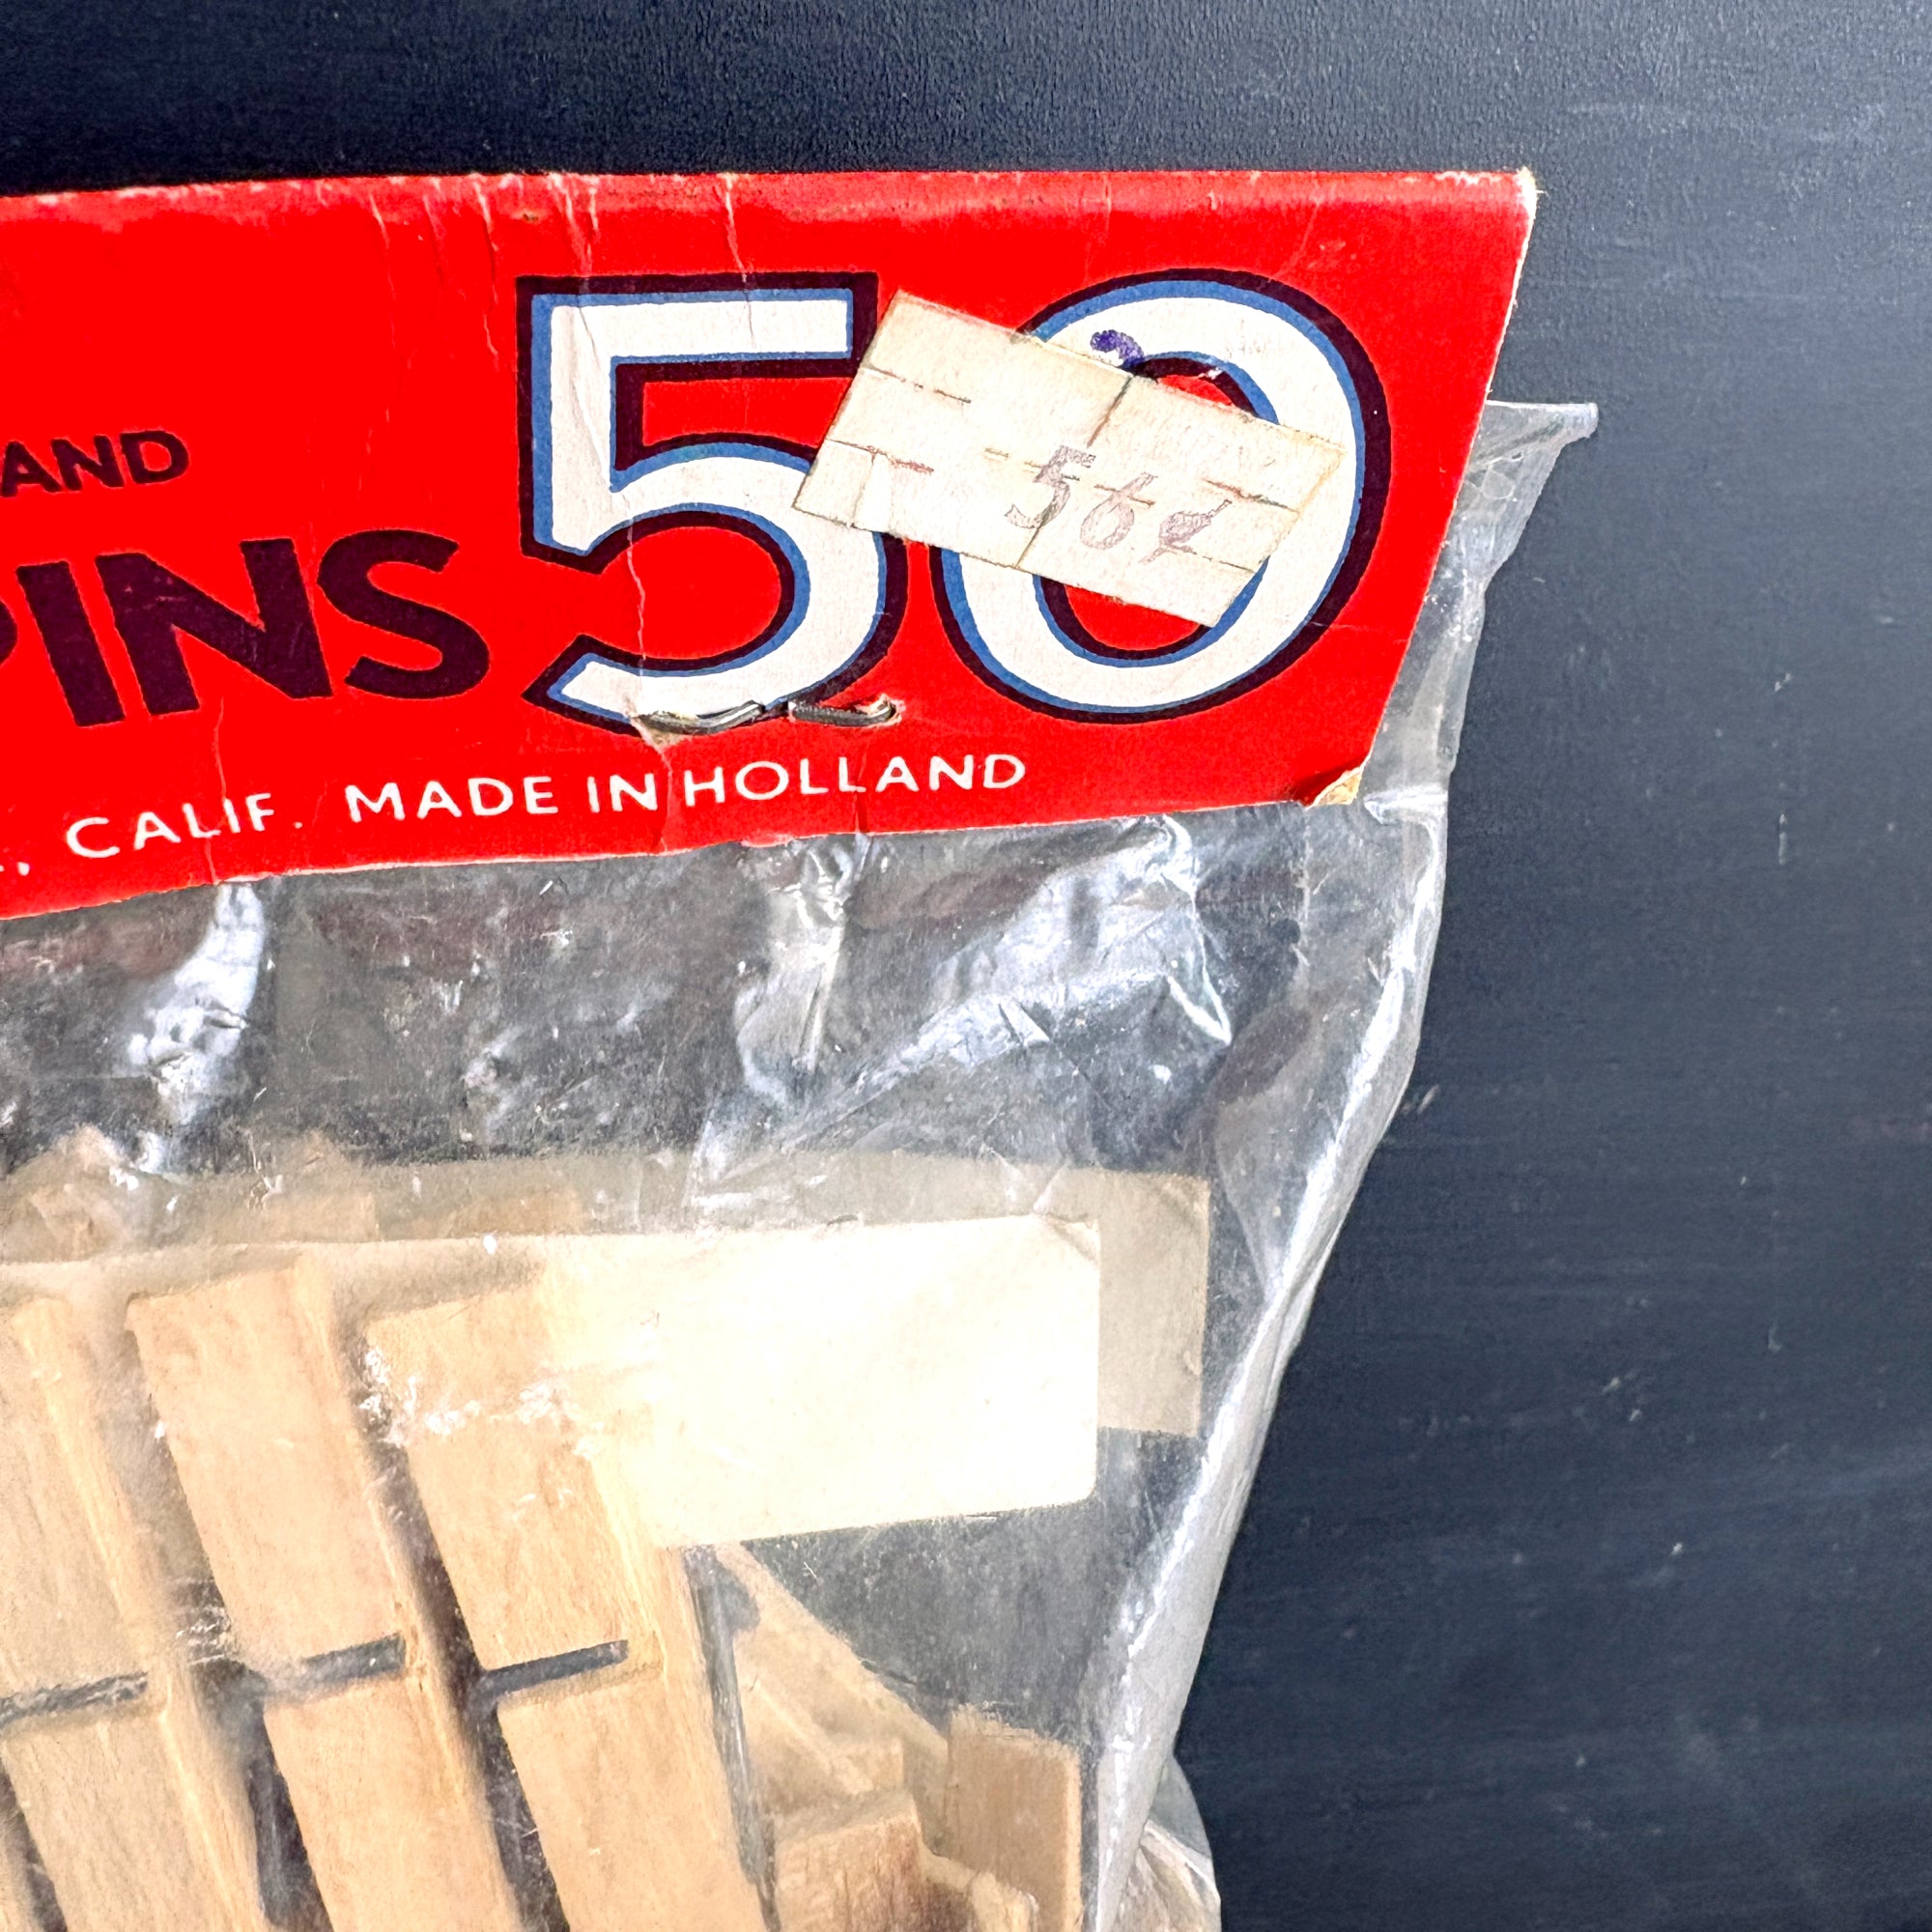 AND
PINS 50
56¢
, CALIF. MADE IN HOLLAND